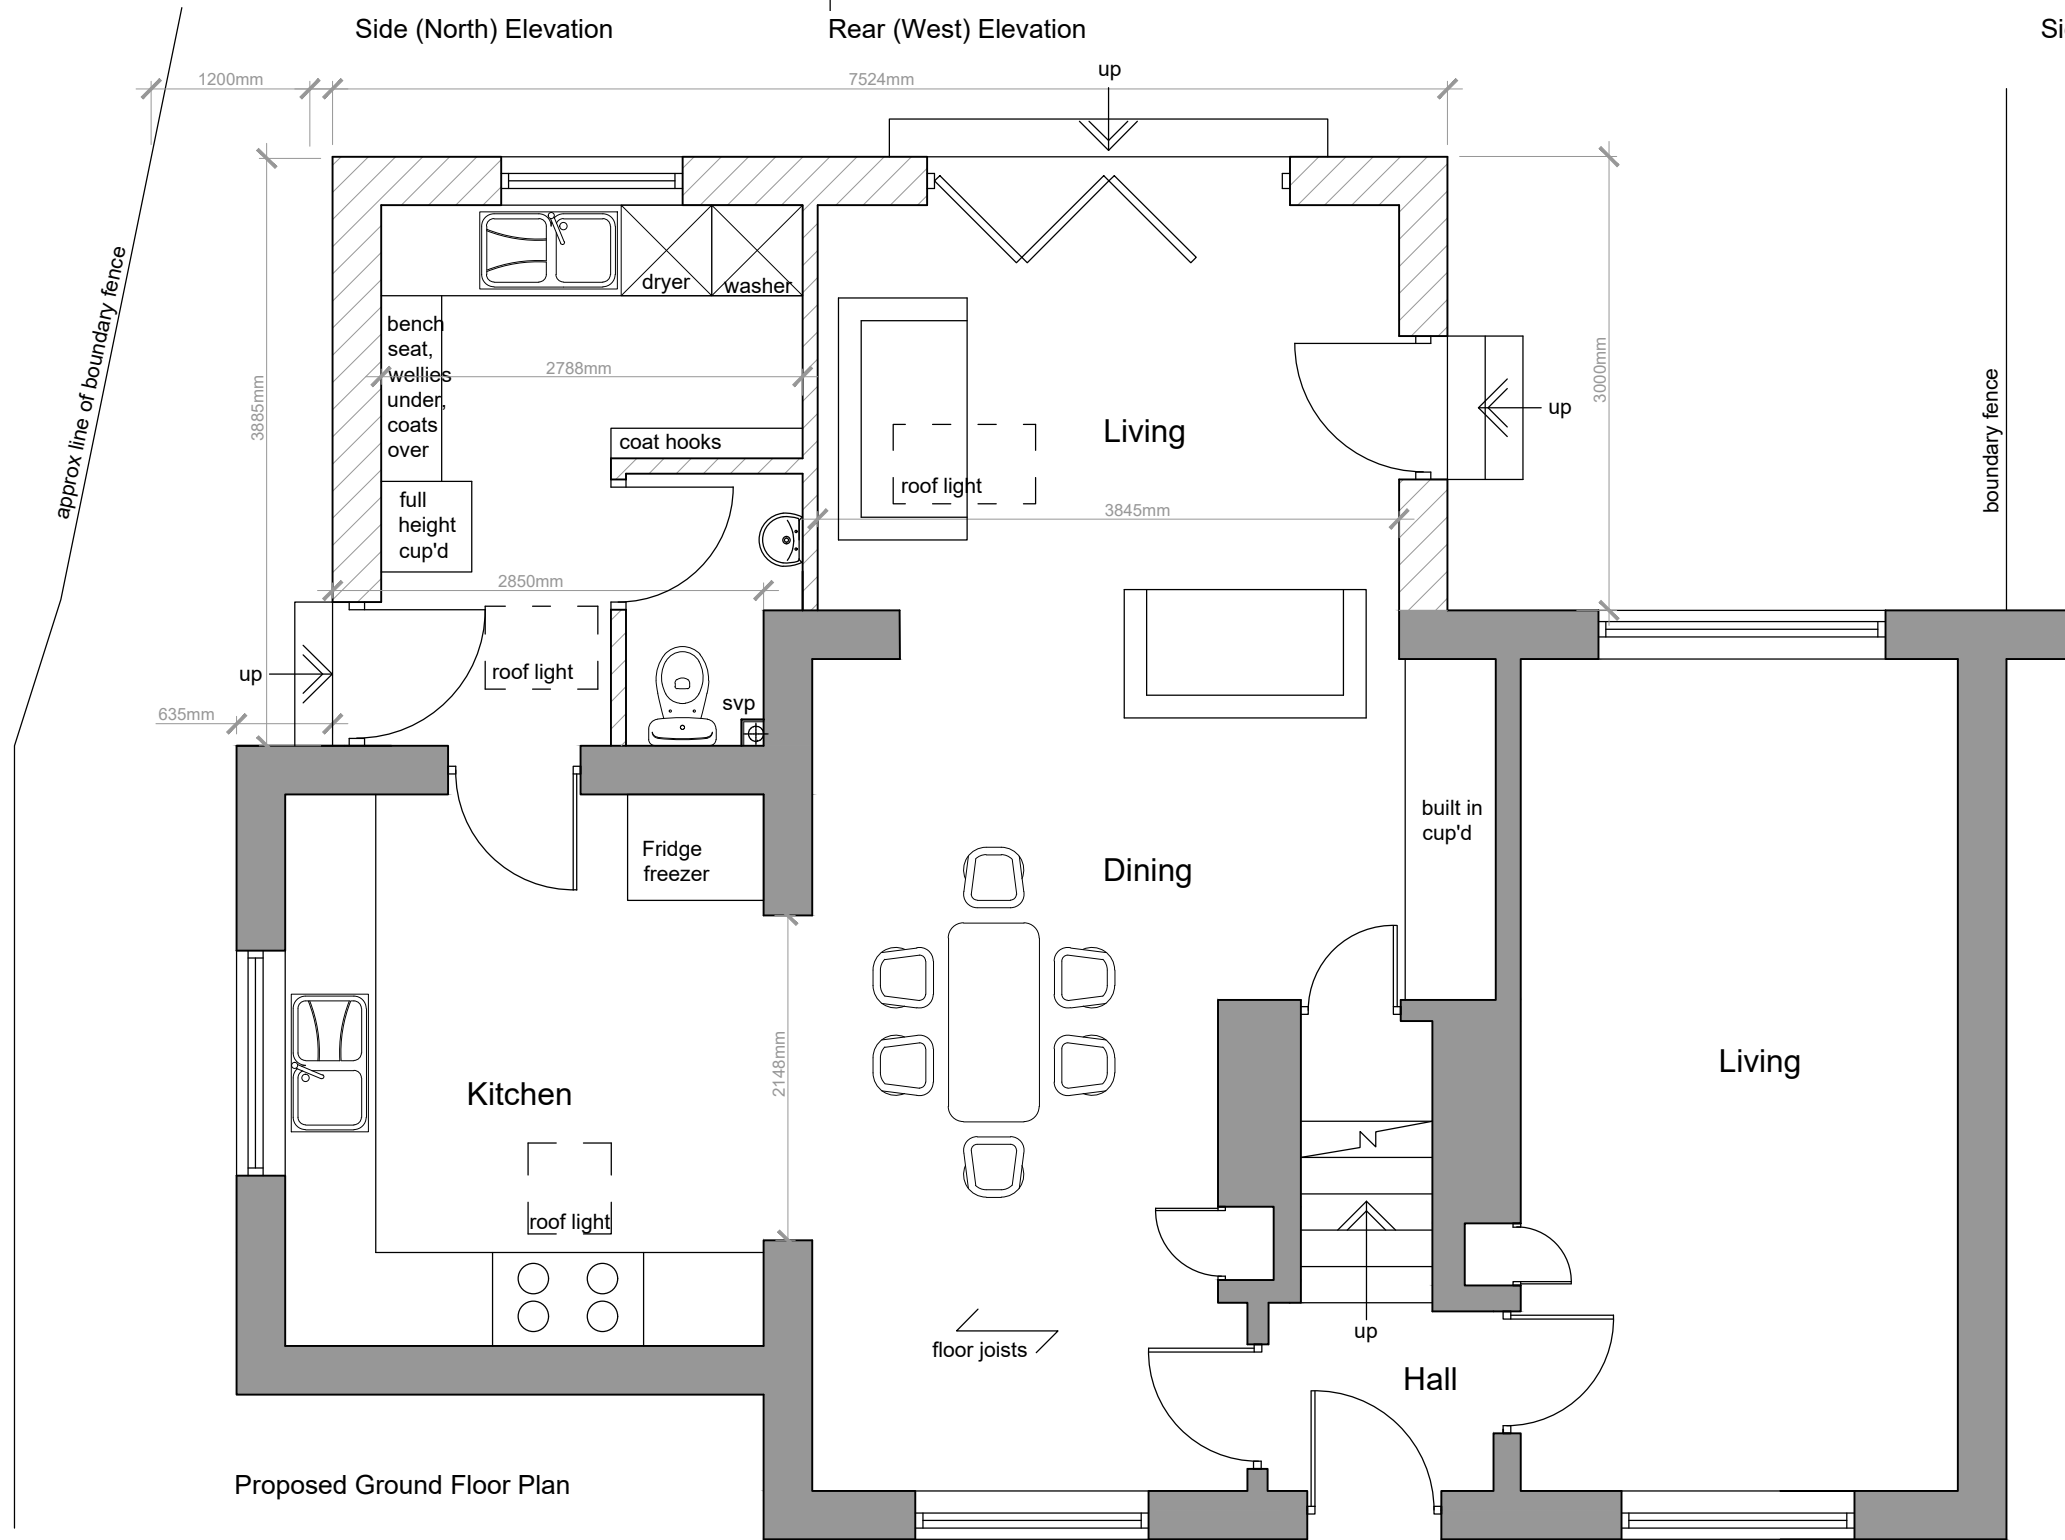 Side (North) Elevation
Rear (West) Elevation
Si
1200mm
7524mm
up
approx line of boundary fence
3885mm
dryer
washer
bench
seat,
wellies
under,
coats
over
2788mm
coat hooks
full
height
cup'd
2850mm
Living
roof light
3845mm
up
3000mm
boundary fence
up
roof light
635mm
svp
built in
cup'd
Fridge
freezer
Dining
2148mm
Kitchen
roof light
Living
floor joists
up
Hall
Proposed Ground Floor Plan